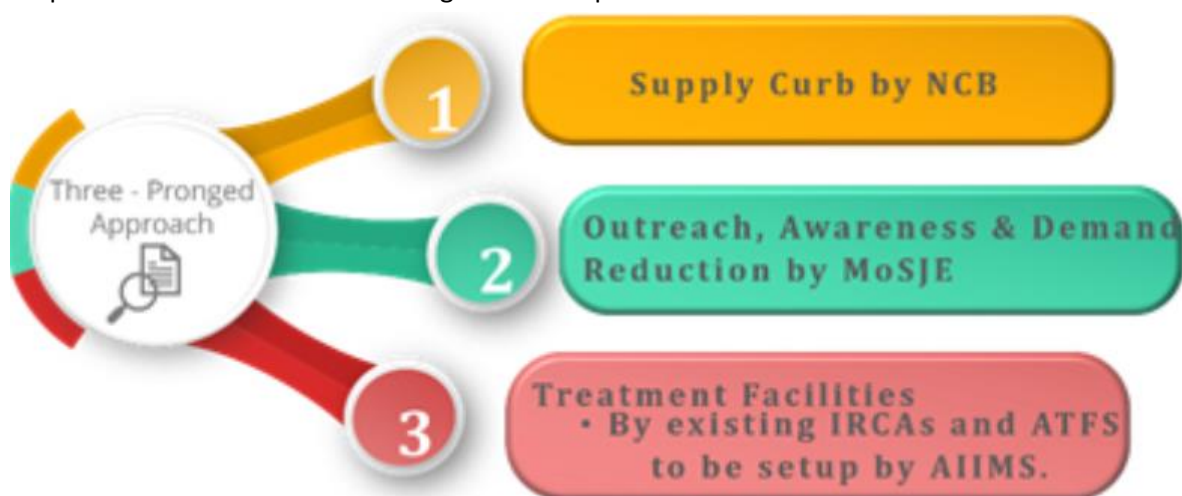 Three - Pronged
Approach
1
Supply Curb by NCB
2
Outreach, Awareness & Demand
Reduction by MoSJE
3
Treatment Facilities
• By existing IRCAs and ATFS
to be setup by AIIMS.